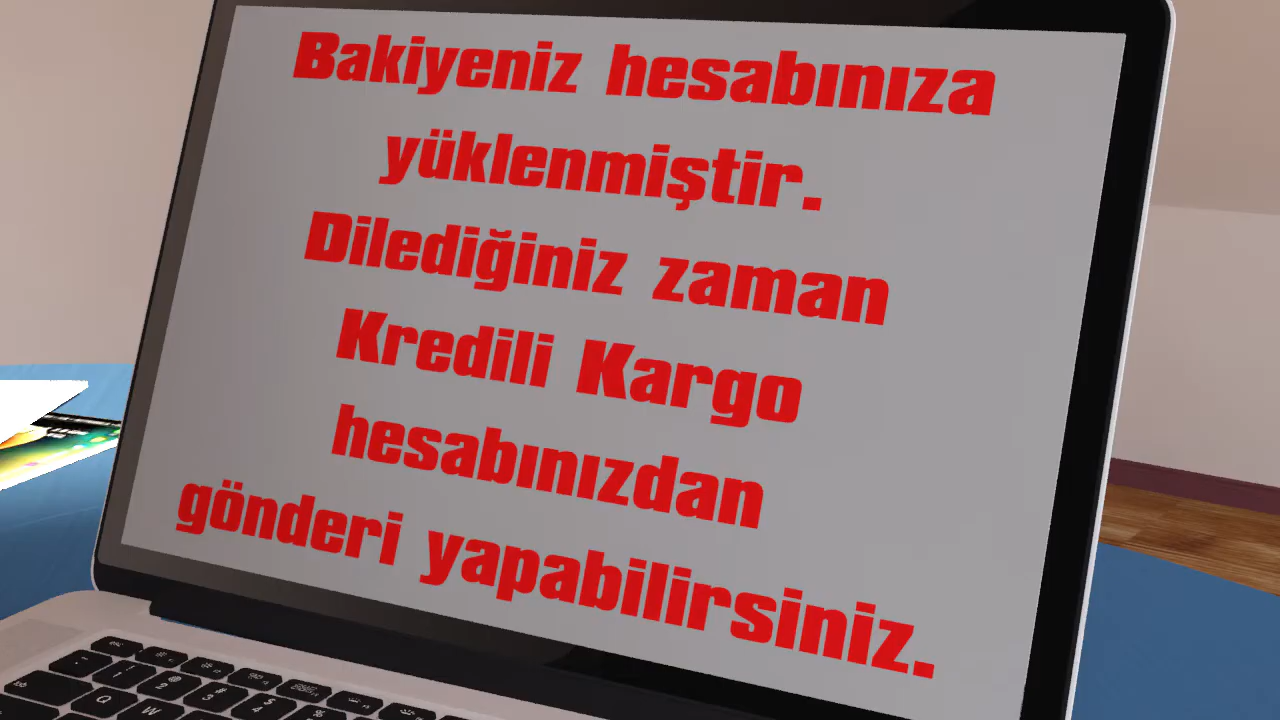 Bakiyeniz hesabınıza
yüklenmiştir.
Dilediğiniz zaman
Kredili Kargo
hesabınızdan
gönderi yapabilirsiniz.